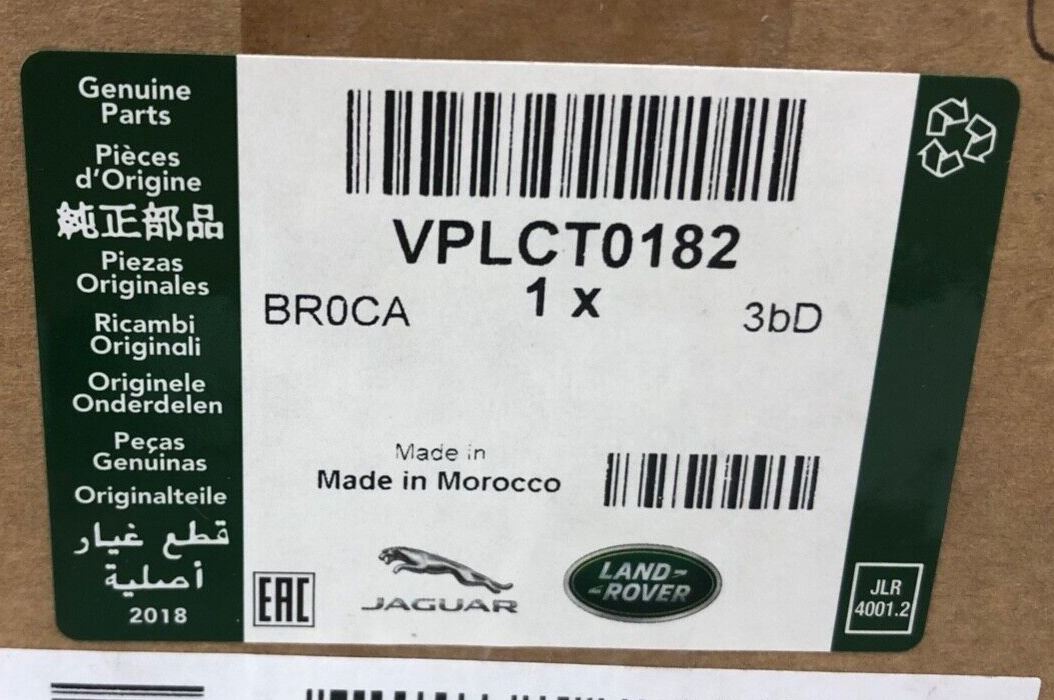 Genuine
Parts
Pièces
d'Origine
純正部品
Piezas
Originales
Ricambi
Originali
Originele
Onderdelen
Peças
Genuinas
Originalteile
قطع غيار
أصلية
2018
VPLCT0182
1 x
BR0CA
3bD
Made in
Made in Morocco
EAC
JAGUAR
LAND-
-ROVER
JLR
4001.2